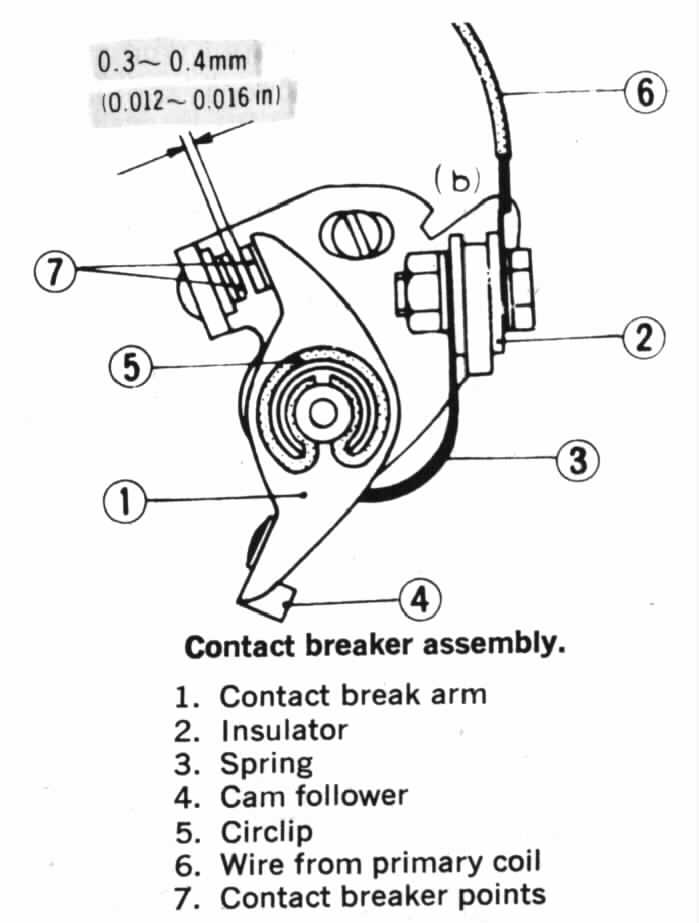 0.3~ 0.4mm
(0.012~ 0.016 in)
6
(b)
7
2
5
3
1
4
Contact breaker assembly.
1. Contact break arm
2. Insulator
3. Spring
4. Cam follower
5. Circlip
6. Wire from primary coil
7. Contact breaker points